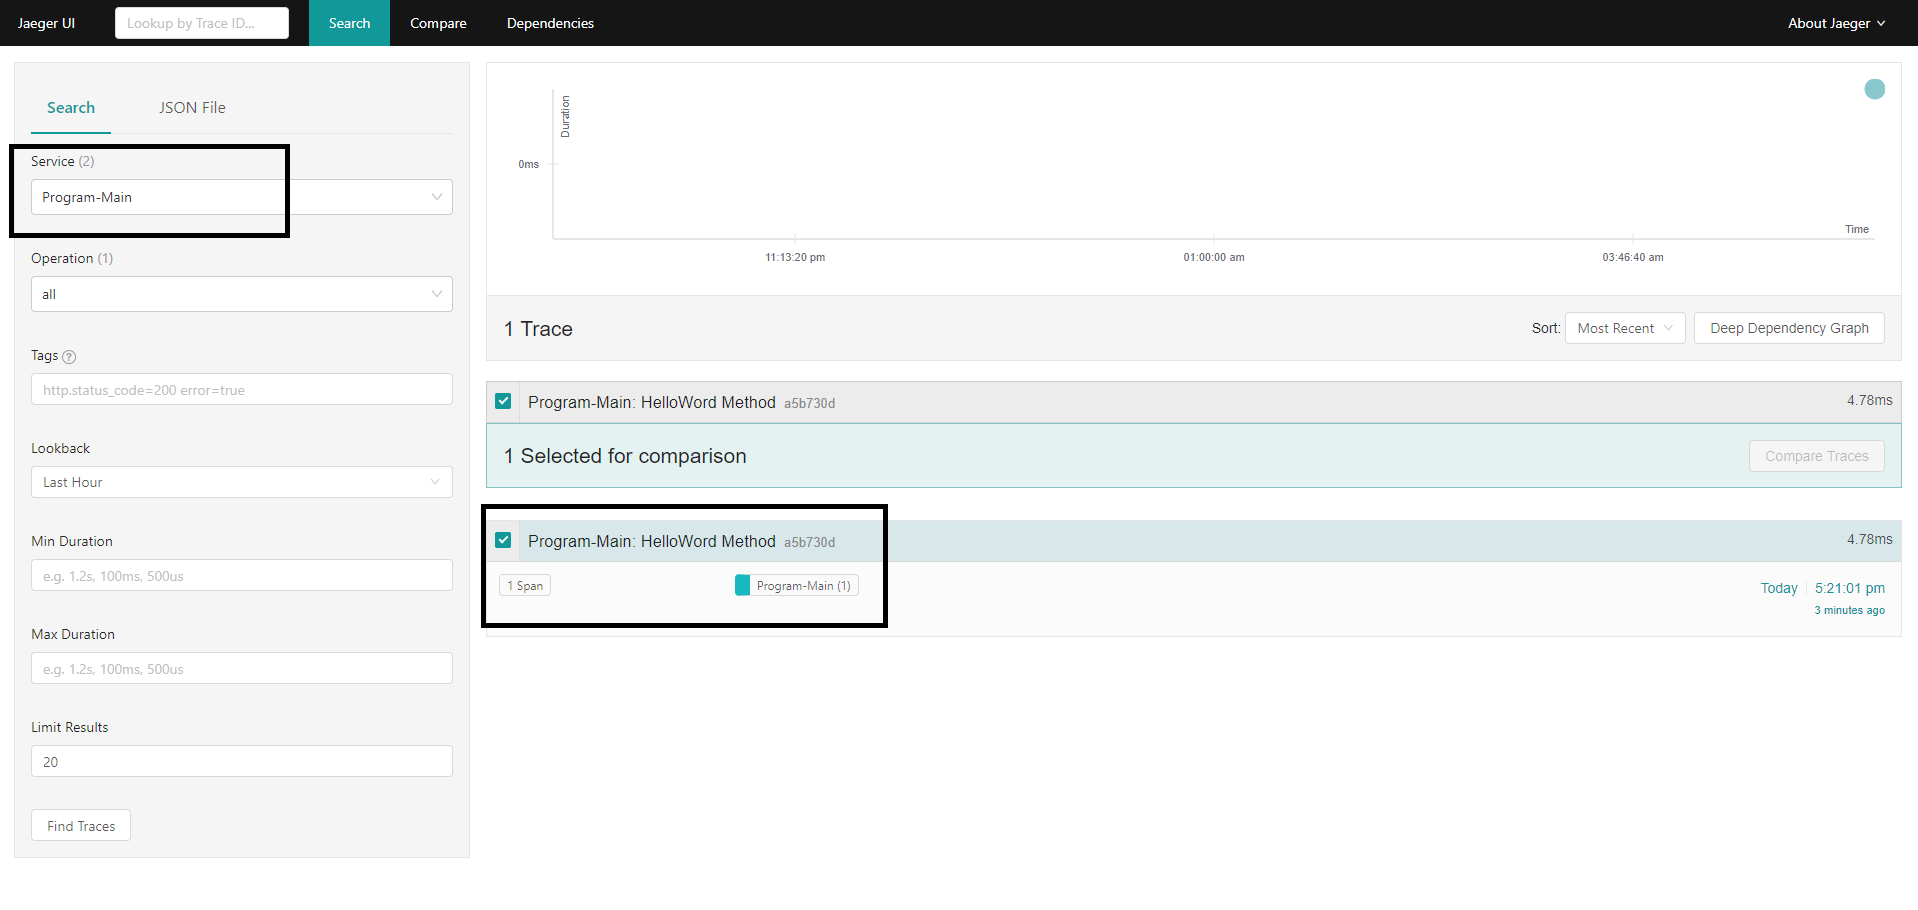 Jaeger UI
Lookup by Trace ID...
Search
Compare
Dependencies
About Jaeger
Search
JSON File
Service (2)
Program-Main
Operation (1)
all
Tags ?
http.status_code=200 error=true
Lookback
Last Hour
Min Duration
e.g. 1.2s, 100ms, 500us
Max Duration
e.g. 1.2s, 100ms, 500us
Limit Results
20
Find Traces
Duration
0ms
Time
11:13:20 pm
01:00:00 am
03:46:40 am
1 Trace
Sort: Most Recent
Deep Dependency Graph
Program-Main: HelloWord Method a5b730d
4.78ms
1 Selected for comparison
Compare Traces
Program-Main: HelloWord Method a5b730d
4.78ms
1 Span
Program-Main (1)
Today 5:21:01 pm
3 minutes ago